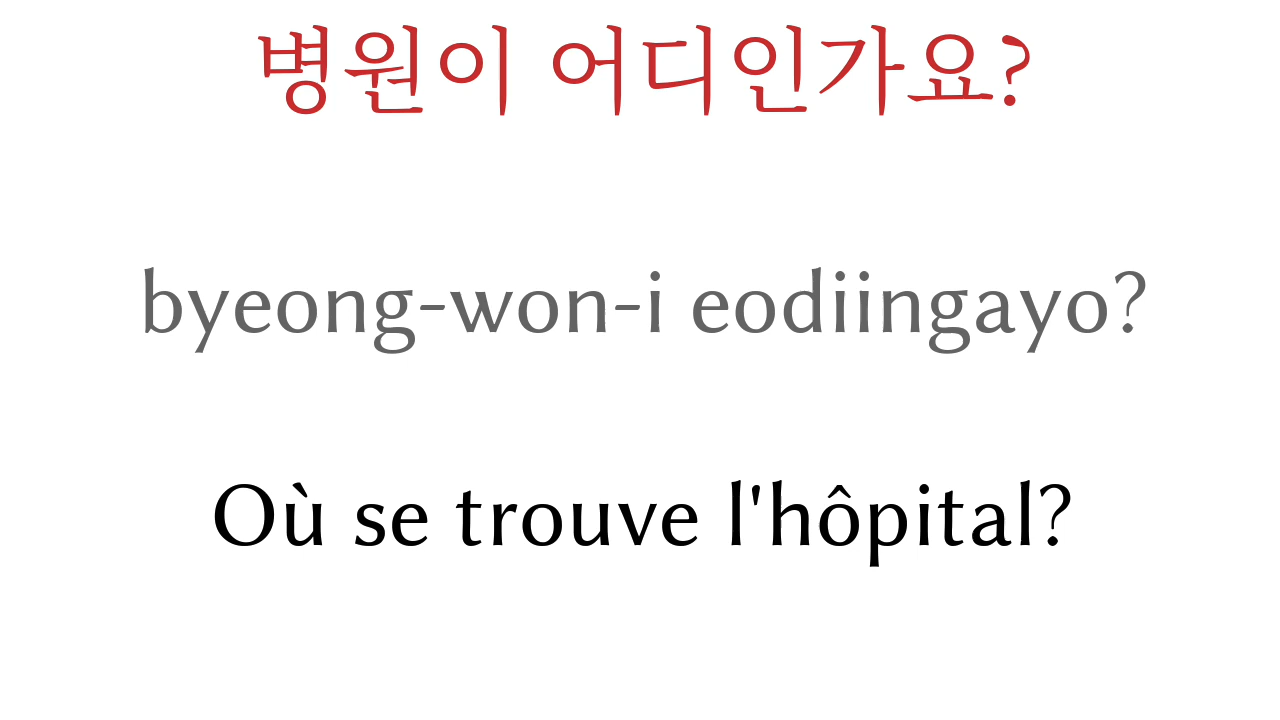 병원이 어디인가요?
byeong-won-i eodiingayo?
Où se trouve l'hôpital?